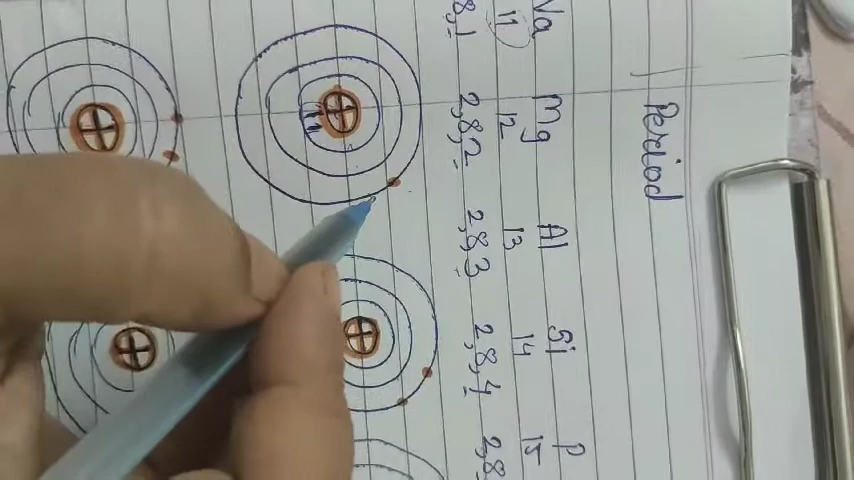 Period
Na Mg Al Si P
11 12 13 14 15
8,1 2,8,2 2,8,3 2,8,4 2,8
11